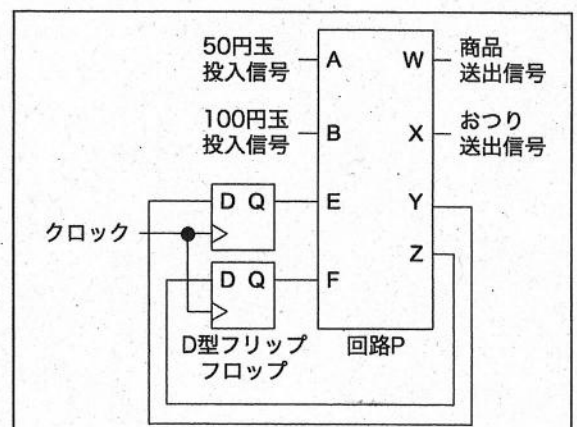 50円玉
投入信号
A
W
商品
送出信号
100円玉
投入信号
B
X
おつり
送出信号
D Q
E
Y
クロック
Z
D Q
F
D型フリップ
フロップ
回路P